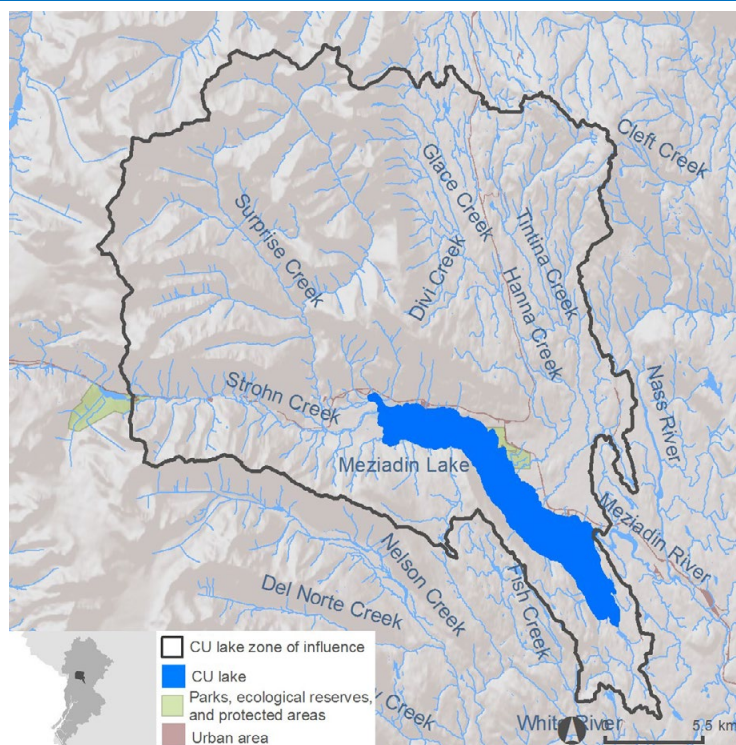 Cleft Creek
Glace Creek
Surprise Creek
Tintina Creek
Divi Creek
Hanna Creek
Nass River
Strohn Creek
Meziadin Lake
Meziadin River
Nelson Creek
Fish Creek
Del Norte Creek
y Creek
White River
5.5 km
CU lake zone of influence
CU lake
Parks, ecological reserves,
and protected areas
Urban area